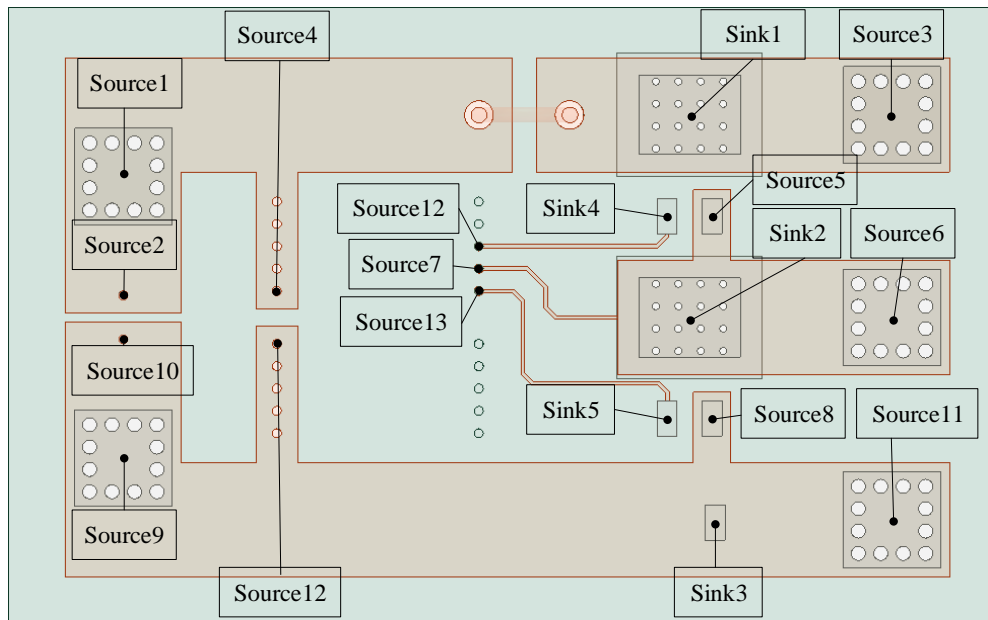 Source4
Sink1
Source3
Source1
Source12
Sink4
Source5
Source2
Source7
Sink2
Source6
Source13
Source10
Sink5
Source8
Source11
Source9
Source12
Sink3